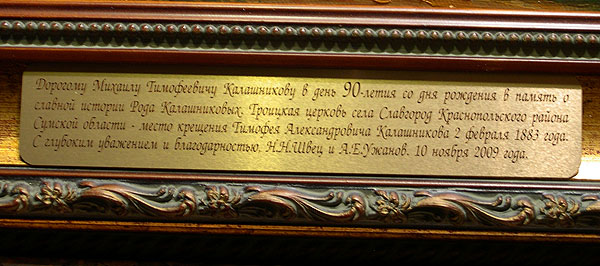 Дорогому Михаилу Тимофеевичу Калашникову в день 90-летия со дня рождения в память о
славной истории Рода Калашниковых. Троицкая церковь села Славгород Краснопольского района
Сумской области - место крещения Тимофея Александровича Калашникова 2 февраля 1883 года.
С глубоким уважением и благодарностью, Н.Н.Швец и А.Е.Ужанов. 10 ноября 2009 года.